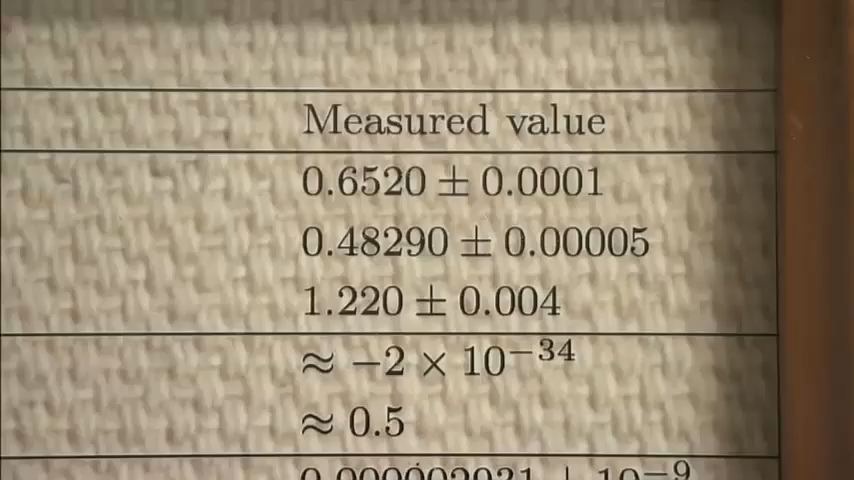 Measured value
0.6520 ± 0.0001
0.48290 ± 0.00005
1.220 ± 0.004
≈ −2 × 10⁻³⁴
≈ 0.5